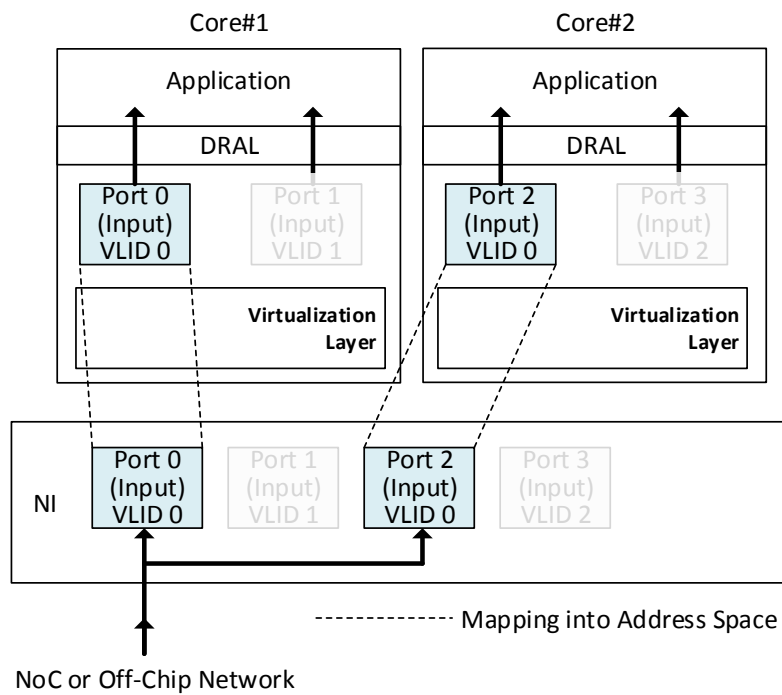 Core#1
Core#2
Application
Application
DRAL
DRAL
Port 0
(Input)
VLID 0
Port 1
(Input)
VLID 1
Port 2
(Input)
VLID 0
Port 3
(Input)
VLID 2
Virtualization
Layer
Virtualization
Layer
NI
Port 0
(Input)
VLID 0
Port 1
(Input)
VLID 1
Port 2
(Input)
VLID 0
Port 3
(Input)
VLID 2
Mapping into Address Space
NoC or Off-Chip Network